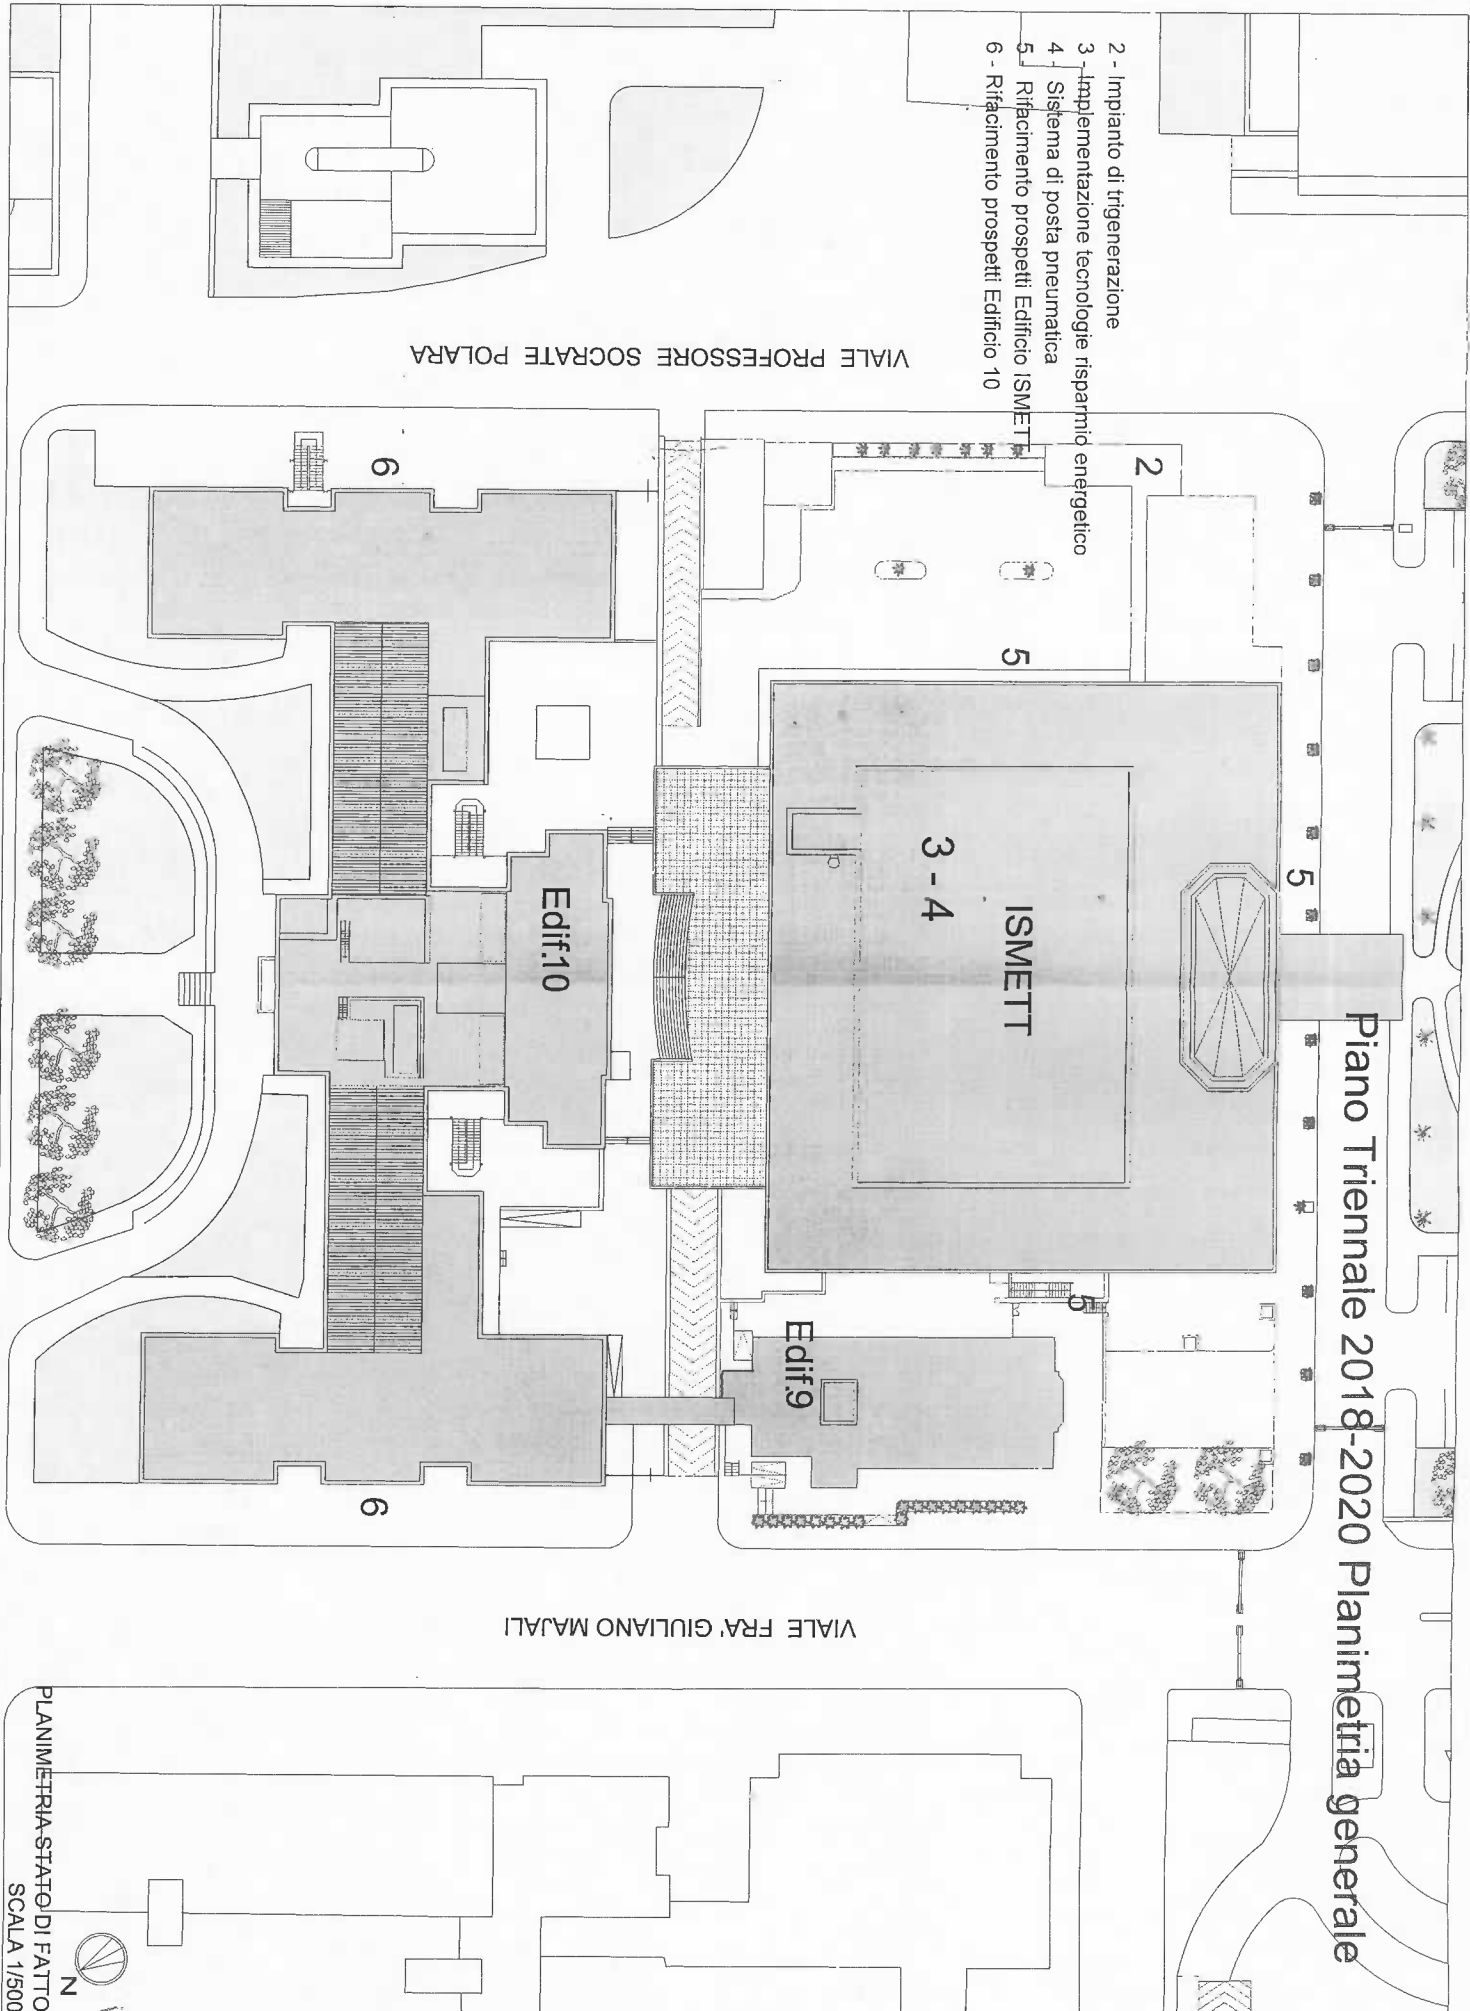 Piano Triennale 2018-2020 Planimetria generale
2 - Impianto di trigenerazione
3 - Implementazione tecnologie risparmio energetico
4 - Sistema di posta pneumatica
5 - Rifacimento prospetti Edificio ISMETT
6 - Rifacimento prospetti Edificio 10
VIALE PROFESSORE SOCRATE POLARA
2
5
5
ISMETT
3 - 4
5
6
Edif.10
Edif.9
6
VIALE FRA' GIULIANO MAJALI
PLANIMETRIA STATO DI FATTO
SCALA 1/500
N